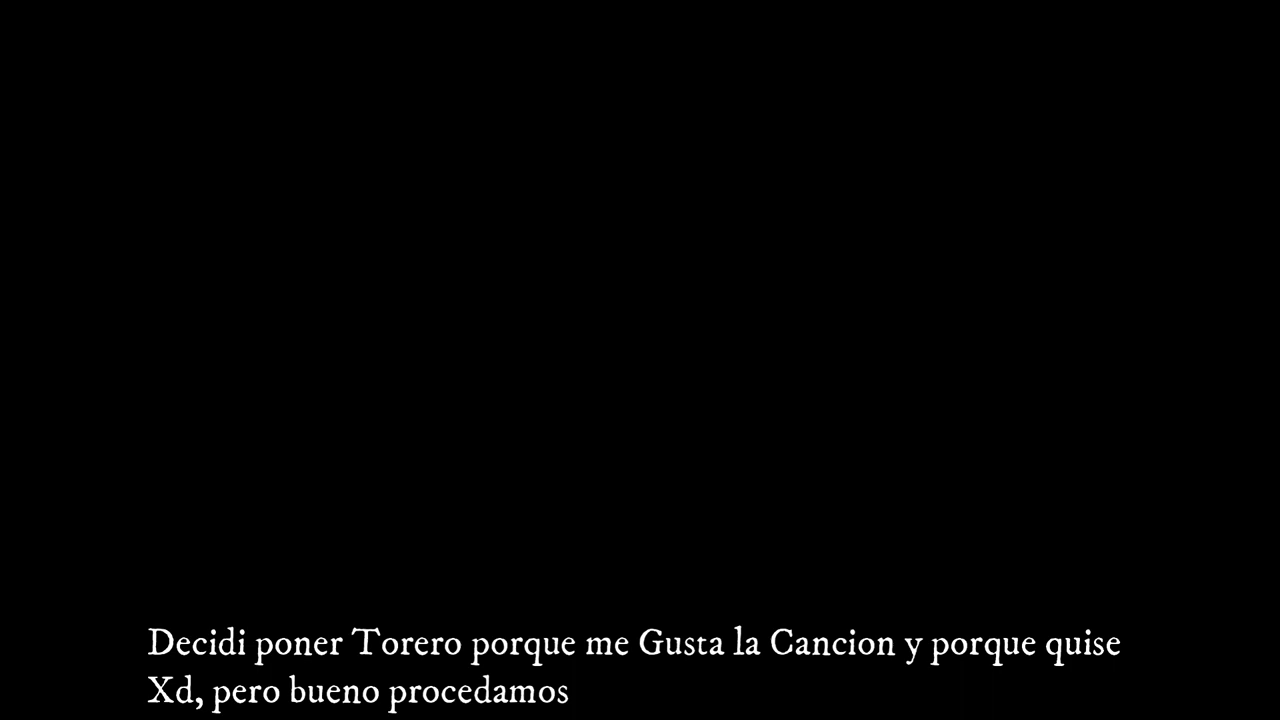 Decidi poner Torero porque me Gusta la Cancion y porque quise
Xd, pero bueno procedamos